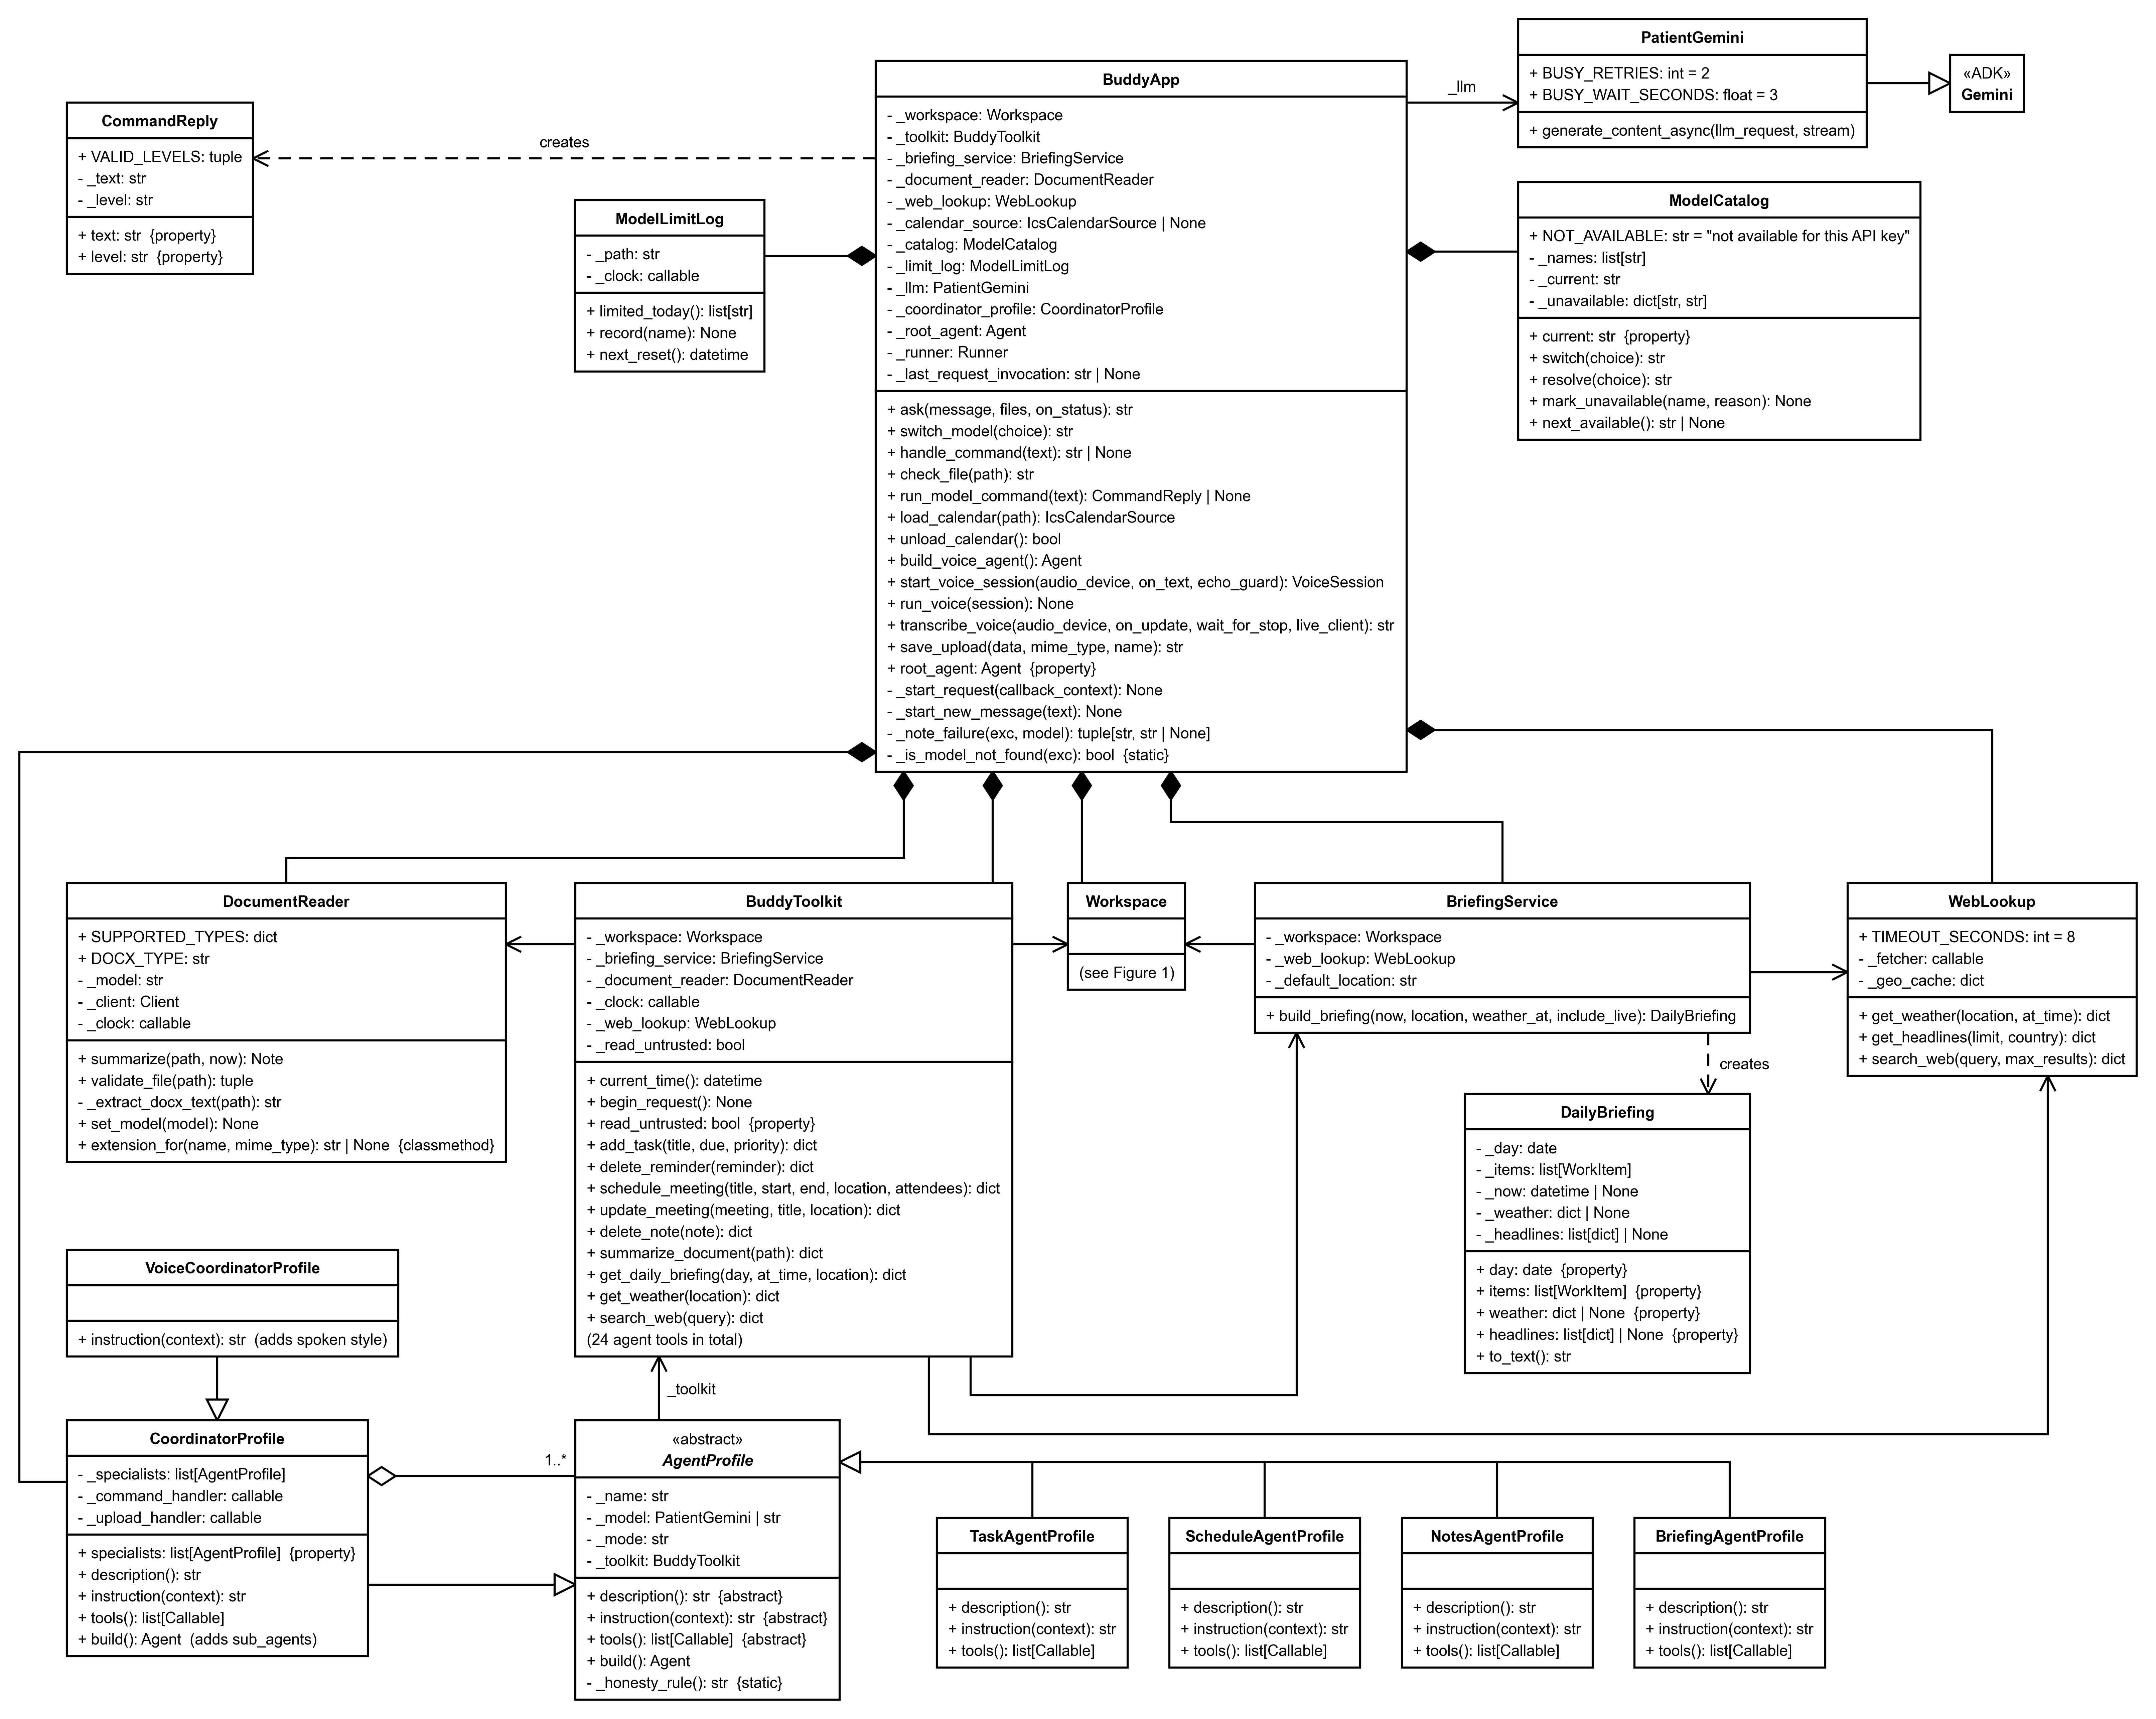 PatientGemini
+ BUSY_RETRIES: int = 2
+ BUSY_WAIT_SECONDS: float = 3
+ generate_content_async(llm_request, stream)
«ADK»
Gemini
_llm
BuddyApp
- _workspace: Workspace
- _toolkit: BuddyToolkit
- _briefing_service: BriefingService
- _document_reader: DocumentReader
- _web_lookup: WebLookup
- _calendar_source: IcsCalendarSource | None
- _catalog: ModelCatalog
- _limit_log: ModelLimitLog
- _llm: PatientGemini
- _coordinator_profile: CoordinatorProfile
- _root_agent: Agent
- _runner: Runner
- _last_request_invocation: str | None
+ ask(message, files, on_status): str
+ switch_model(choice): str
+ handle_command(text): str | None
+ check_file(path): str
+ run_model_command(text): CommandReply | None
+ load_calendar(path): IcsCalendarSource
+ unload_calendar(): bool
+ build_voice_agent(): Agent
+ start_voice_session(audio_device, on_text, echo_guard): VoiceSession
+ run_voice(session): None
+ transcribe_voice(audio_device, on_update, wait_for_stop, live_client): str
+ save_upload(data, mime_type, name): str
+ root_agent: Agent {property}
- _start_request(callback_context): None
- _start_new_message(text): None
- _note_failure(exc, model): tuple[str, str | None]
- _is_model_not_found(exc): bool {static}
CommandReply
+ VALID_LEVELS: tuple
- _text: str
- _level: str
+ text: str {property}
+ level: str {property}
creates
ModelLimitLog
- _path: str
- _clock: callable
+ limited_today(): list[str]
+ record(name): None
+ next_reset(): datetime
ModelCatalog
+ NOT_AVAILABLE: str = "not available for this API key"
- _names: list[str]
- _current: str
- _unavailable: dict[str, str]
+ current: str {property}
+ switch(choice): str
+ resolve(choice): str
+ mark_unavailable(name, reason): None
+ next_available(): str | None
DocumentReader
+ SUPPORTED_TYPES: dict
+ DOCX_TYPE: str
- _model: str
- _client: Client
- _clock: callable
+ summarize(path, now): Note
+ validate_file(path): tuple
- _extract_docx_text(path): str
+ set_model(model): None
+ extension_for(name, mime_type): str | None {classmethod}
BuddyToolkit
- _workspace: Workspace
- _briefing_service: BriefingService
- _document_reader: DocumentReader
- _clock: callable
- _web_lookup: WebLookup
- _read_untrusted: bool
+ current_time(): datetime
+ begin_request(): None
+ read_untrusted: bool {property}
+ add_task(title, due, priority): dict
+ delete_reminder(reminder): dict
+ schedule_meeting(title, start, end, location, attendees): dict
+ update_meeting(meeting, title, location): dict
+ delete_note(note): dict
+ summarize_document(path): dict
+ get_daily_briefing(day, at_time, location): dict
+ get_weather(location): dict
+ search_web(query): dict
(24 agent tools in total)
Workspace
(see Figure 1)
BriefingService
- _workspace: Workspace
- _web_lookup: WebLookup
- _default_location: str
+ build_briefing(now, location, weather_at, include_live): DailyBriefing
WebLookup
+ TIMEOUT_SECONDS: int = 8
- _fetcher: callable
- _geo_cache: dict
+ get_weather(location, at_time): dict
+ get_headlines(limit, country): dict
+ search_web(query, max_results): dict
creates
DailyBriefing
- _day: date
- _items: list[WorkItem]
- _now: datetime | None
- _weather: dict | None
- _headlines: list[dict] | None
+ day: date {property}
+ items: list[WorkItem] {property}
+ weather: dict | None {property}
+ headlines: list[dict] | None {property}
+ to_text(): str
VoiceCoordinatorProfile
+ instruction(context): str (adds spoken style)
_toolkit
CoordinatorProfile
- _specialists: list[AgentProfile]
- _command_handler: callable
- _upload_handler: callable
+ specialists: list[AgentProfile] {property}
+ description(): str
+ instruction(context): str
+ tools(): list[Callable]
+ build(): Agent (adds sub_agents)
1..*
«abstract»
AgentProfile
- _name: str
- _model: PatientGemini | str
- _mode: str
- _toolkit: BuddyToolkit
+ description(): str {abstract}
+ instruction(context): str {abstract}
+ tools(): list[Callable] {abstract}
+ build(): Agent
- _honesty_rule(): str {static}
TaskAgentProfile
+ description(): str
+ instruction(context): str
+ tools(): list[Callable]
ScheduleAgentProfile
+ description(): str
+ instruction(context): str
+ tools(): list[Callable]
NotesAgentProfile
+ description(): str
+ instruction(context): str
+ tools(): list[Callable]
BriefingAgentProfile
+ description(): str
+ instruction(context): str
+ tools(): list[Callable]